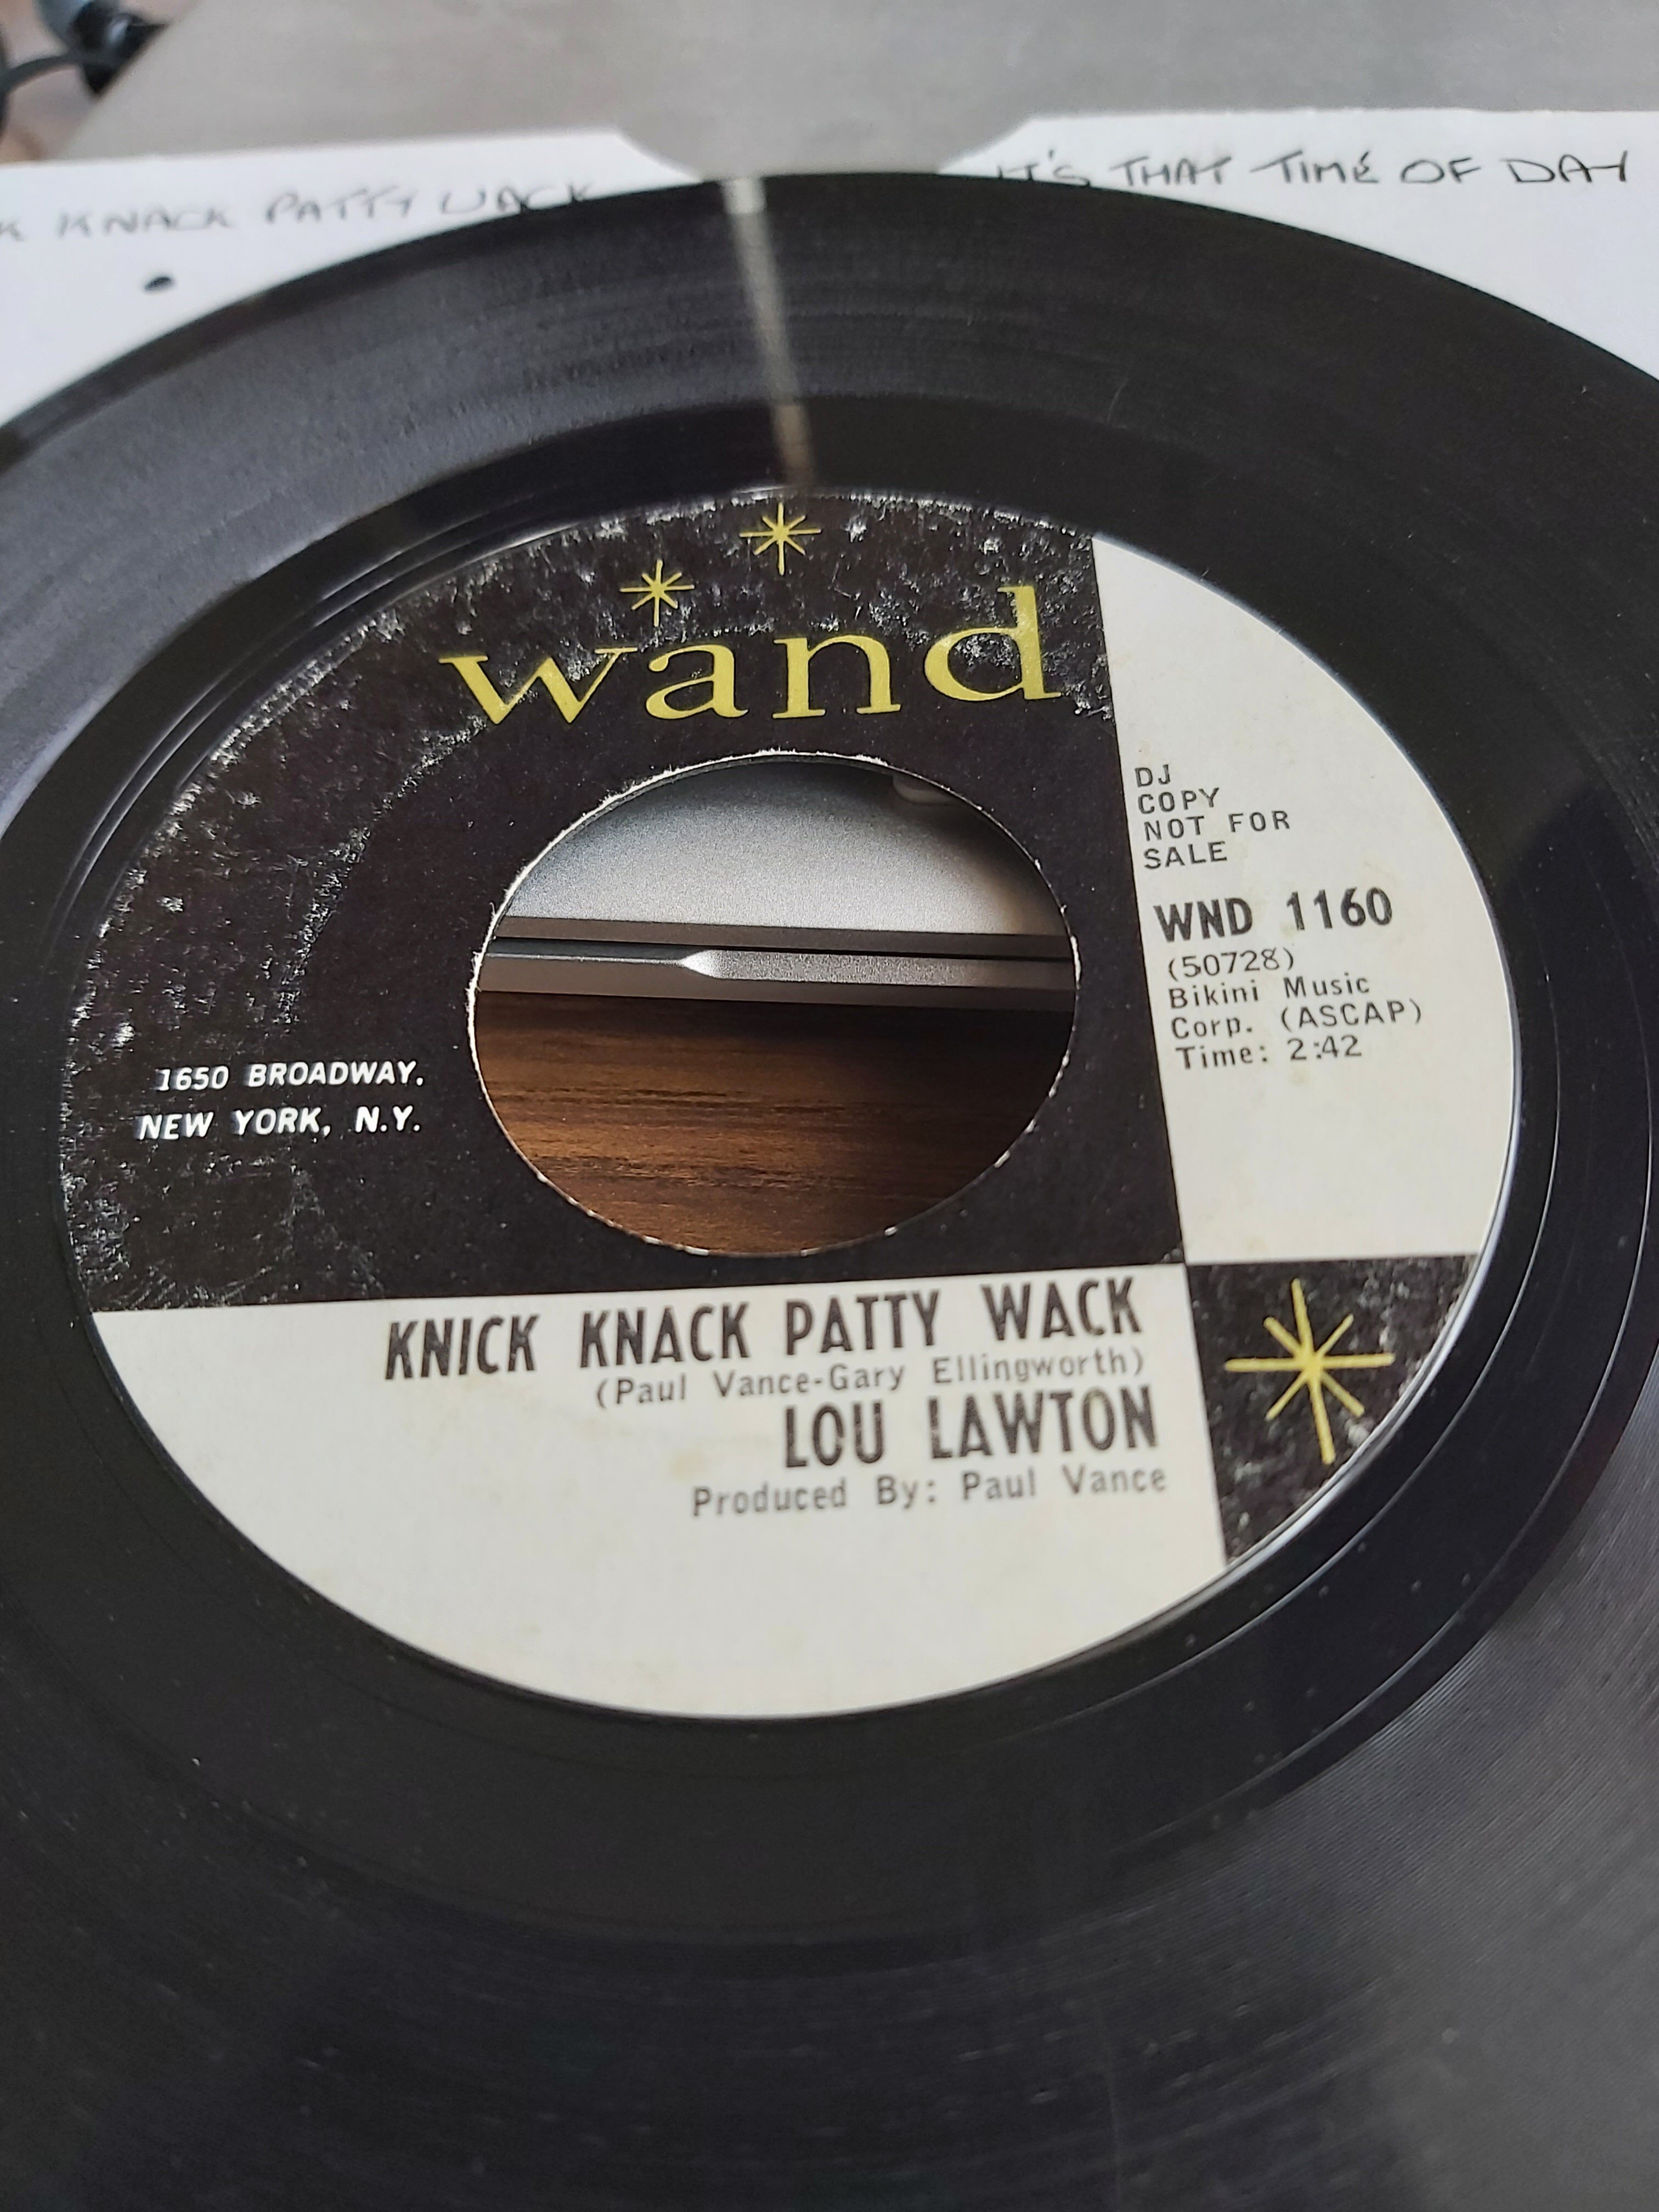 KNACK PATTY WACK
IT'S THAT TIME OF DAY
wand
DJ
COPY
NOT FOR
SALE
WND 1160
(50728)
Bikini Music
Corp. (ASCAP)
Time: 2:42
1650 BROADWAY,
NEW YORK, N.Y.
KNICK KNACK PATTY WACK
(Paul Vance-Gary Ellingworth)
LOU LAWTON
Produced By: Paul Vance